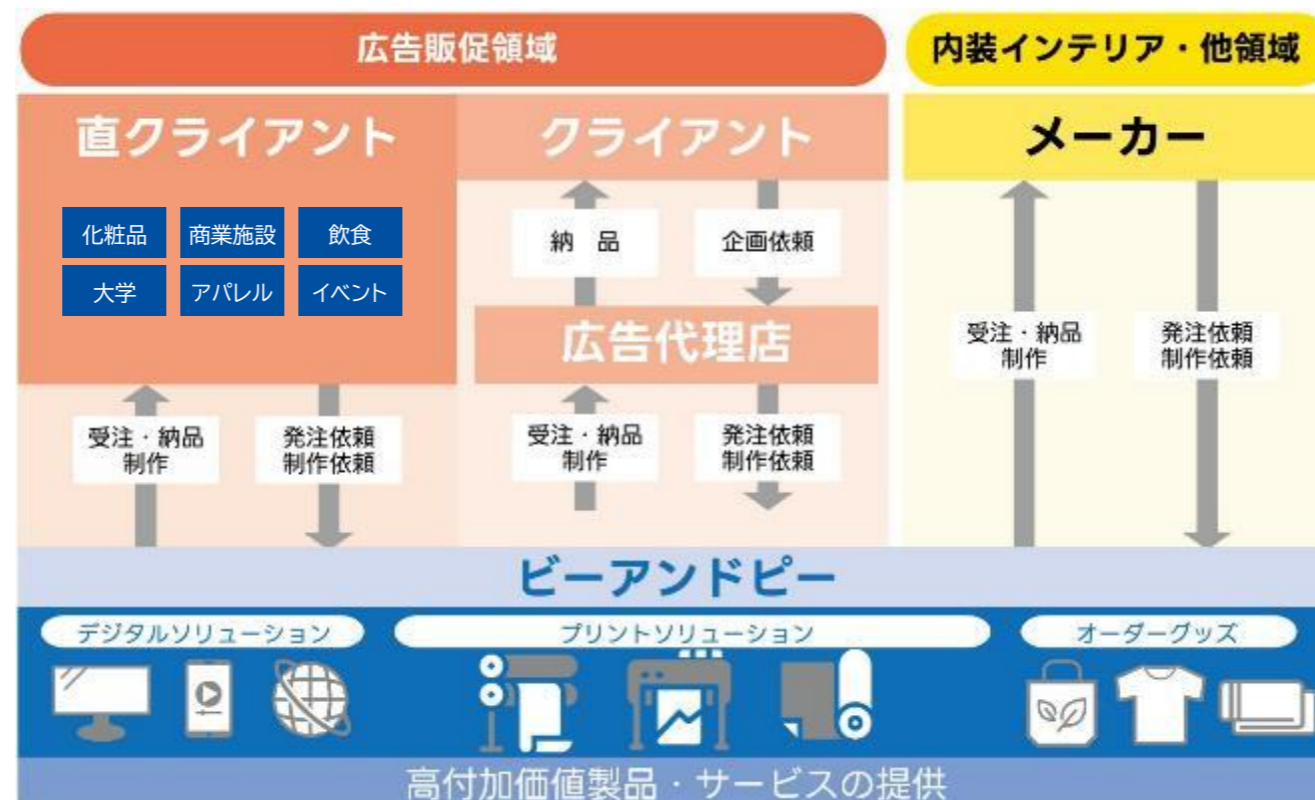 広告販促領域
内装インテリア・他領域
直クライアント
化粧品
商業施設
飲食
大学
アパレル
イベント
受注・納品
制作
発注依頼
制作依頼
クライアント
納　品
企画依頼
広告代理店
受注・納品
制作
発注依頼
制作依頼
メーカー
受注・納品
制作
発注依頼
制作依頼
ビーアンドピー
デジタルソリューション
プリントソリューション
オーダーグッズ
高付加価値製品・サービスの提供